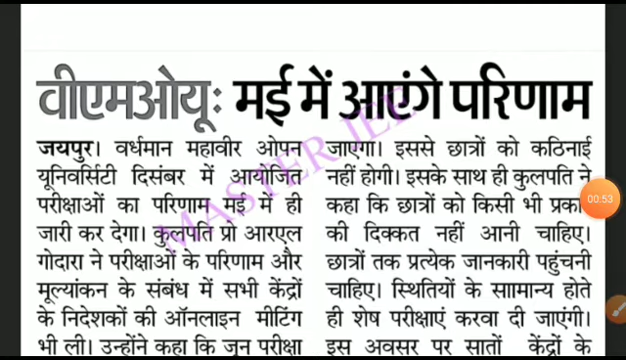 वीएमओयू: मई में आएंगे परिणाम
जयपुर। वर्धमान महावीर ओपन
यूनिवर्सिटी दिसंबर में आयोजित
परीक्षाओं का परिणाम मई में ही
जारी कर देगा। कुलपति प्रो आरएल
गोदारा ने परीक्षाओं के परिणाम और
मूल्यांकन के संबंध में सभी केंद्रों
के निदेशकों की ऑनलाइन मीटिंग
भी ली। उन्होंने कहा कि जून परीक्षा
जाएंगा। इससे छात्रों को कठिनाई
नहीं होगी। इसके साथ ही कुलपति ने
कहा कि छात्रों को किसी भी प्रकार
की दिक्कत नहीं आनी चाहिए।
छात्रों तक प्रत्येक जानकारी पहुंचनी
चाहिए। स्थितियों के साामान्य होते
ही शेष परीक्षाएं करवा दी जाएंगी।
इस अवसर पर सातों केंद्रों के
MASTER JEE
00:53